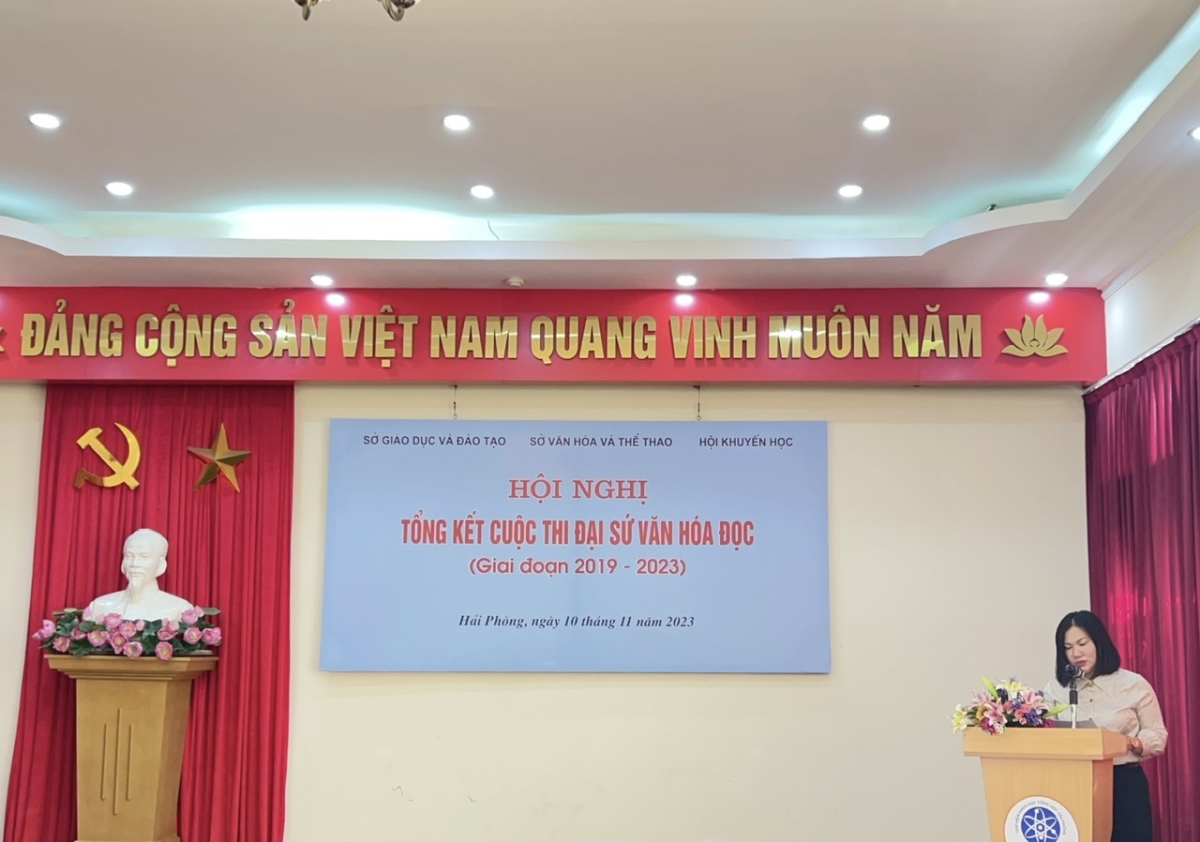 ĐẢNG CỘNG SẢN VIỆT NAM QUANG VINH MUÔN NĂM
SỞ GIÁO DỤC VÀ ĐÀO TẠO SỞ VĂN HÓA VÀ THỂ THAO HỘI KHUYẾN HỌC
HỘI NGHỊ
TỔNG KẾT CUỘC THI ĐẠI SỨ VĂN HÓA ĐỌC
(Giai đoạn 2019 - 2023)
Hải Phòng, ngày 10 tháng 11 năm 2023